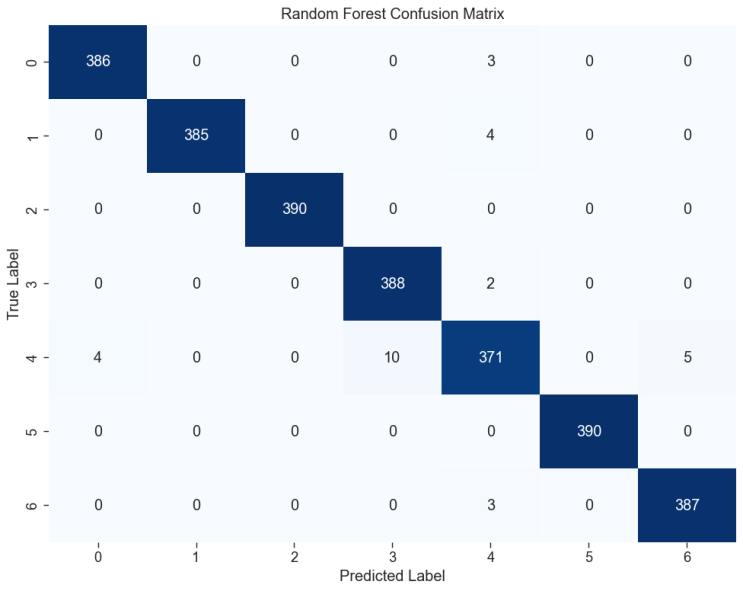 Random Forest Confusion Matrix
True Label
0 386 0 0 0 3 0 0
1 0 385 0 0 4 0 0
2 0 0 390 0 0 0 0
3 0 0 0 388 2 0 0
4 4 0 0 10 371 0 5
5 0 0 0 0 0 390 0
6 0 0 0 0 3 0 387
0 1 2 3 4 5 6
Predicted Label